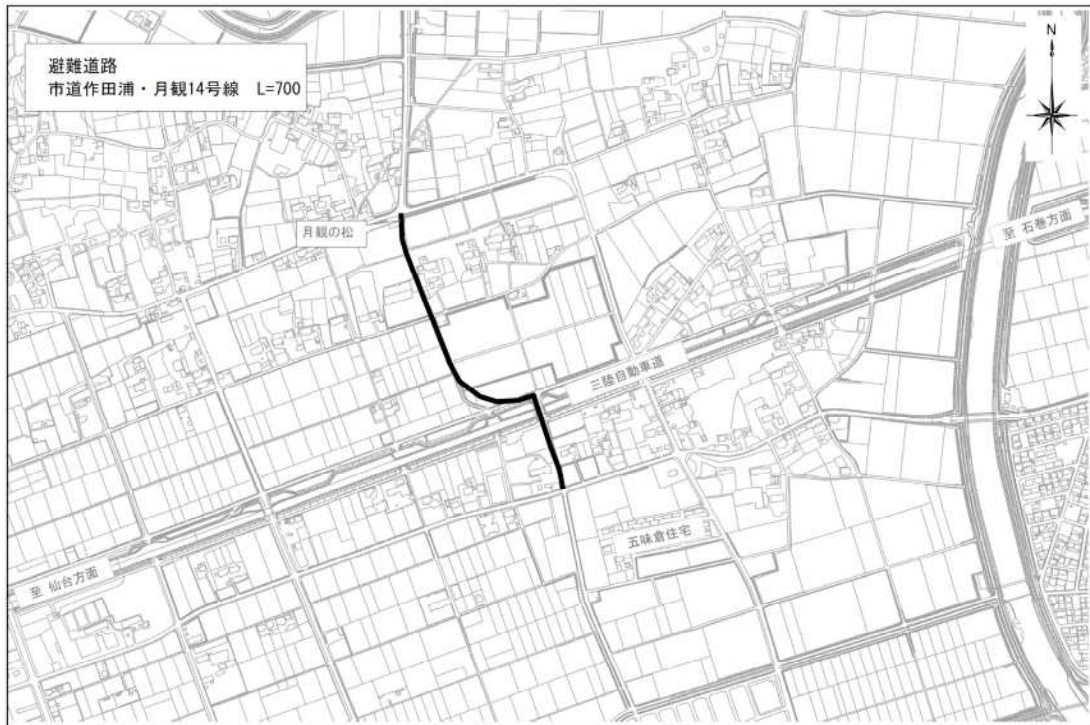 避難道路
市道作田浦・月観14号線 L=700
N
月観の松
至 石巻方面
三陸自動車道
五味倉住宅
至 仙台方面